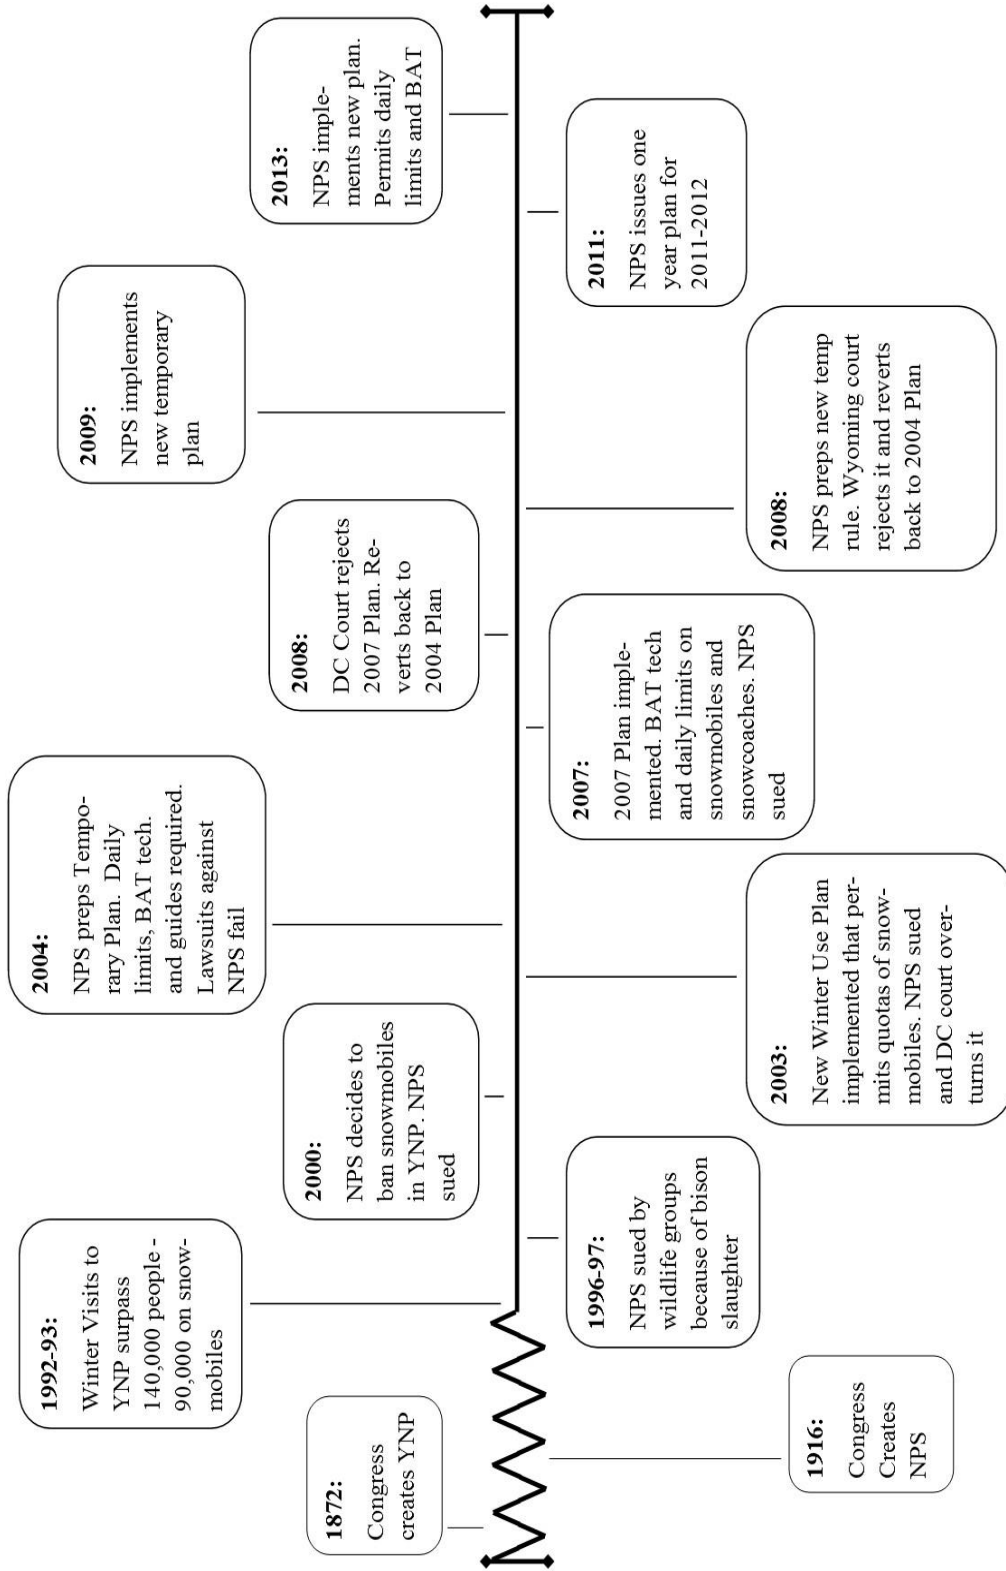 1872:
Congress
creates YNP
1916:
Congress
Creates
NPS
1992-93:
Winter Visits to
YNP surpass
140,000 people -
90,000 on snow-
mobiles
1996-97:
NPS sued by
wildlife groups
because of bison
slaughter
2000:
NPS decides to
ban snowmobiles
in YNP. NPS
sued
2003:
New Winter Use Plan
implemented that per-
mits quotas of snow-
mobiles. NPS sued
and DC court over-
turns it
2004:
NPS preps Tempo-
rary Plan.  Daily
limits, BAT tech.
and guides required.
Lawsuits against
NPS fail
2007:
2007 Plan imple-
mented. BAT tech
and daily limits on
snowmobiles and
snowcoaches. NPS
sued
2008:
DC Court rejects
2007 Plan. Re-
verts back to
2004 Plan
2008:
NPS preps new temp
rule. Wyoming court
rejects it and reverts
back to 2004 Plan
2009:
NPS implements
new temporary
plan
2011:
NPS issues one
year plan for
2011-2012
2013:
NPS imple-
ments new plan.
Permits daily
limits and BAT